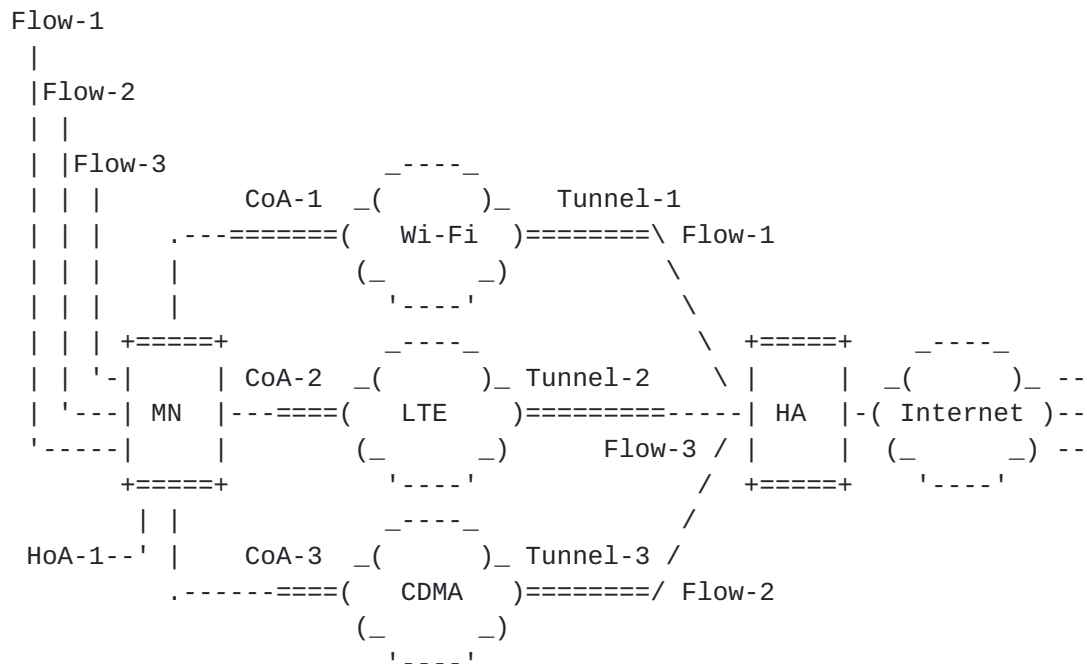 Flow-1
 |
 |Flow-2
 | |
 | |Flow-3              _----_
 | | |         CoA-1  _(      )_   Tunnel-1
 | | |    .---=======(   Wi-Fi  )========\ Flow-1
 | | |    |           (_      _)          \
 | | |    |             '----'             \
 | | | +=====+          _----_              \  +=====+    _----_
 | | '-|     | CoA-2  _(      )_ Tunnel-2    \ |     |  _(      )_ --
 | '---| MN  |---====(   LTE    )=========-----| HA  |-( Internet )--
 '-----|     |        (_      _)      Flow-3 / |     |  (_      _) --
       +=====+          '----'              /  +=====+    '----'
        | |             _----_             /
 HoA-1--' |    CoA-3  _(      )_ Tunnel-3 /
          .------====(   CDMA   )========/ Flow-2
                      (_      _)
                        '----'